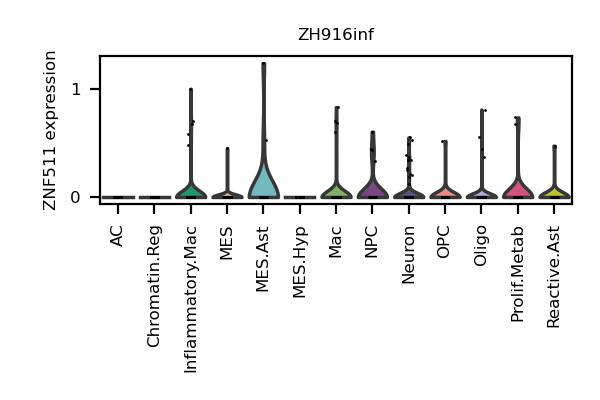 ZH916inf
ZNF511 expression
1
0
AC
Chromatin.Reg
Inflammatory.Mac
MES
MES.Ast
MES.Hyp
Mac
NPC
Neuron
OPC
Oligo
Prolif.Metab
Reactive.Ast